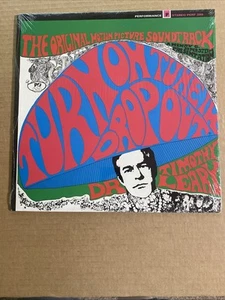 THE ORIGINAL MOTION PICTURE SOUNDTRACK
TURN ON, TUNE IN
DROP OUT
DR.
TIMOTHY
LEARY